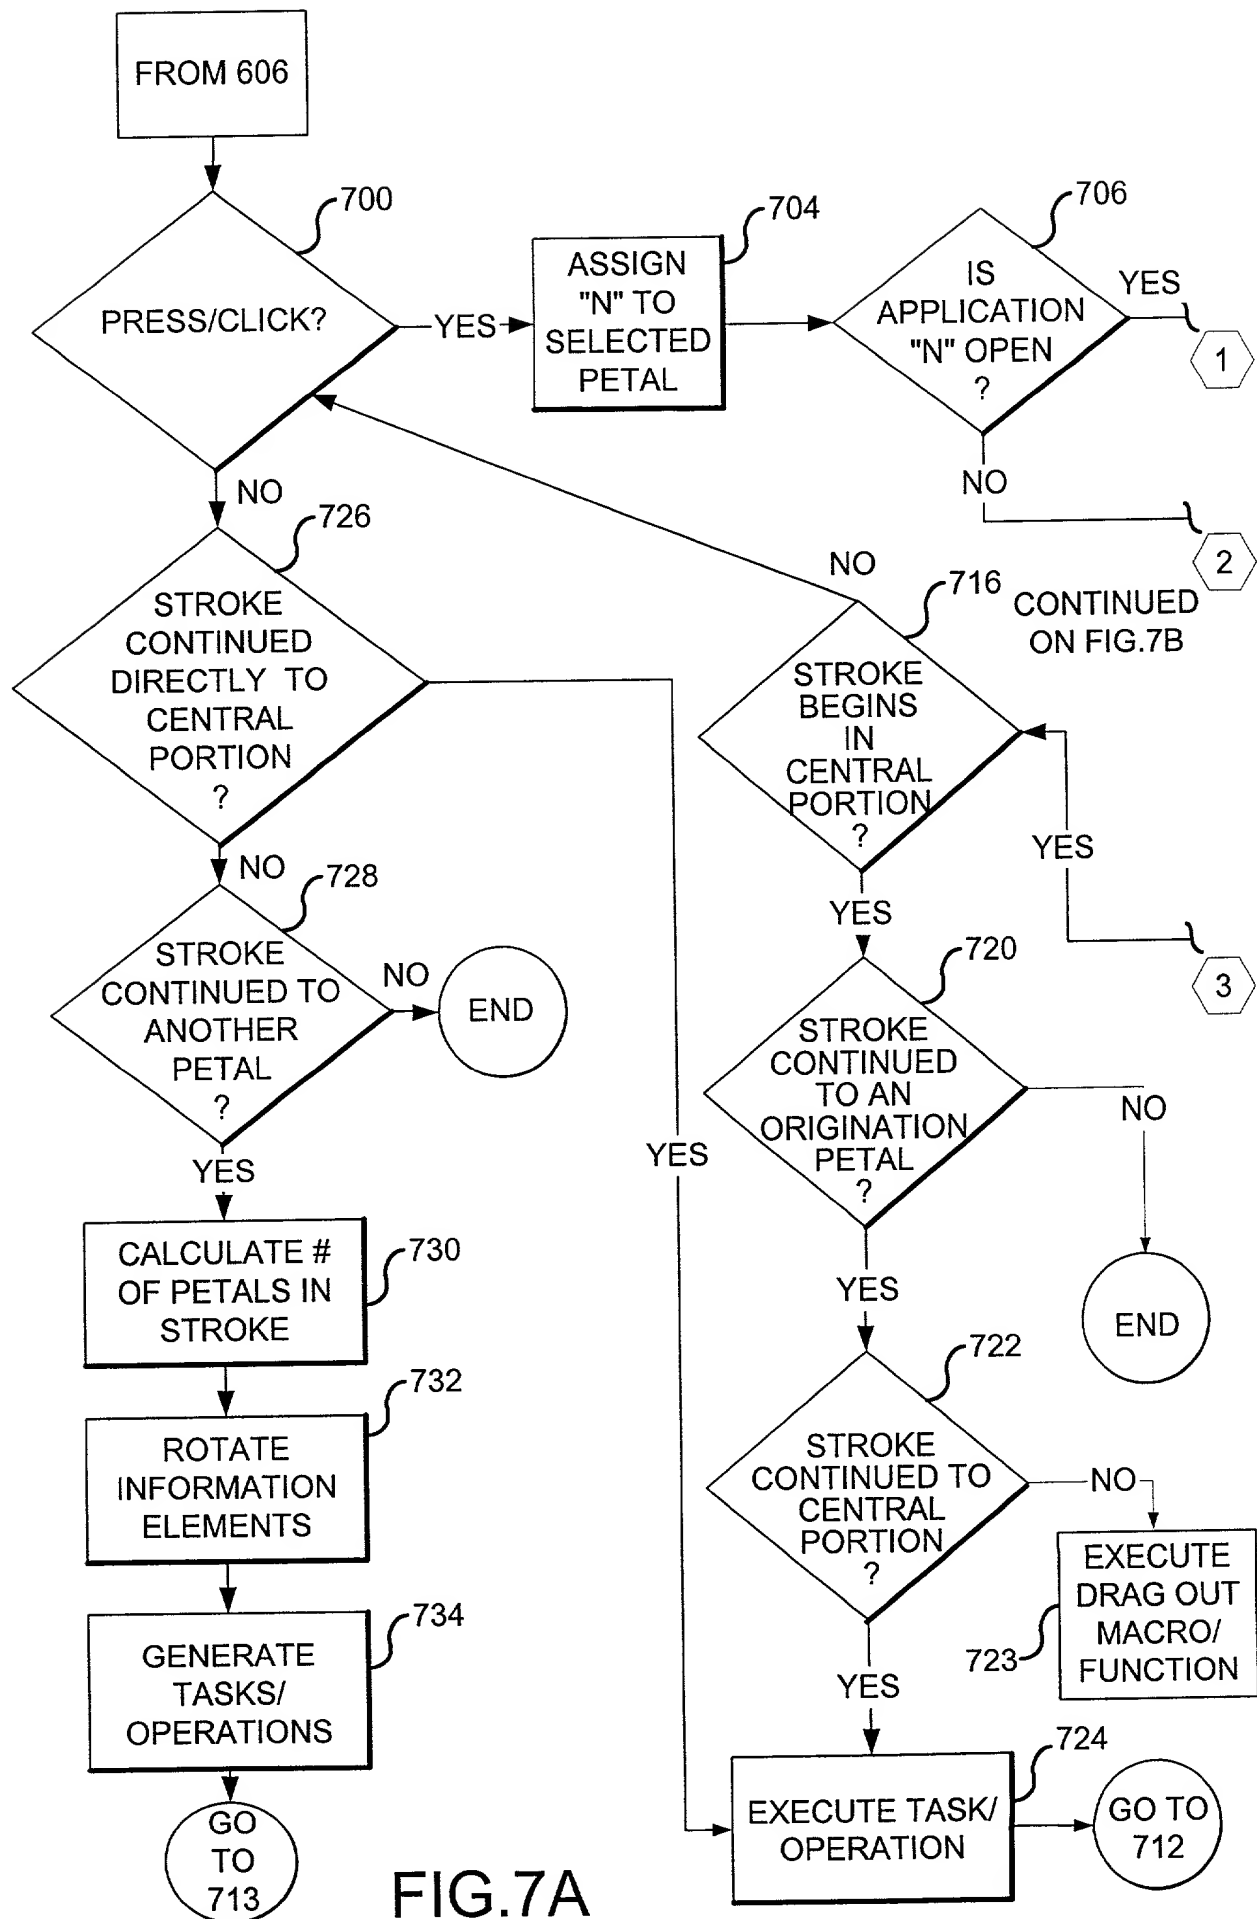 FROM 606
700
PRESS/CLICK?
YES
704
ASSIGN
"N" TO
SELECTED
PETAL
706
IS
APPLICATION
"N" OPEN
?
YES
1
NO
2
CONTINUED
ON FIG.7B
NO
726
STROKE
CONTINUED
DIRECTLY TO
CENTRAL
PORTION
?
YES
NO
728
STROKE
CONTINUED TO
ANOTHER
PETAL
?
NO
END
YES
730
CALCULATE #
OF PETALS IN
STROKE
732
ROTATE
INFORMATION
ELEMENTS
734
GENERATE
TASKS/
OPERATIONS
GO
TO
713
NO
716
STROKE
BEGINS
IN
CENTRAL
PORTION
?
YES
3
YES
720
STROKE
CONTINUED
TO AN
ORIGINATION
PETAL
?
NO
END
YES
722
STROKE
CONTINUED TO
CENTRAL
PORTION
?
NO
EXECUTE
DRAG OUT
MACRO/
FUNCTION
723
YES
724
EXECUTE TASK/
OPERATION
GO TO
712
FIG.7A